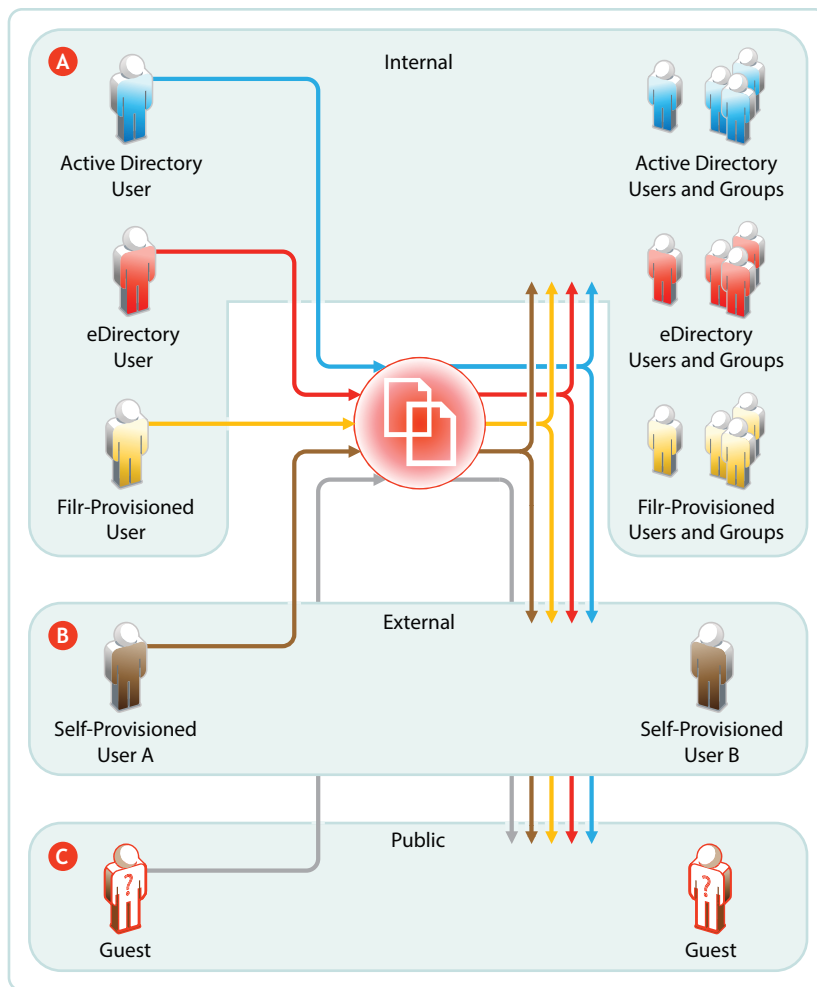 A
Internal
Active Directory
User
Active Directory
Users and Groups
eDirectory
User
eDirectory
Users and Groups
Filr-Provisioned
User
Filr-Provisioned
Users and Groups
B
External
Self-Provisioned
User A
Self-Provisioned
User B
C
Public
?
Guest
?
Guest